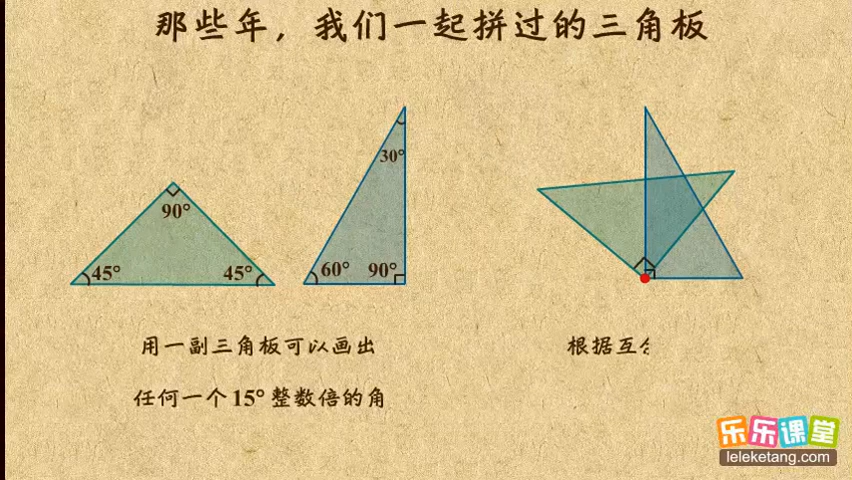 那些年，我们一起拼过的三角板
30°
90°
45°
45°
60°
90°
用一副三角板可以画出
根据互
任何一个15°整数倍的角
乐乐课堂
leleketang.com